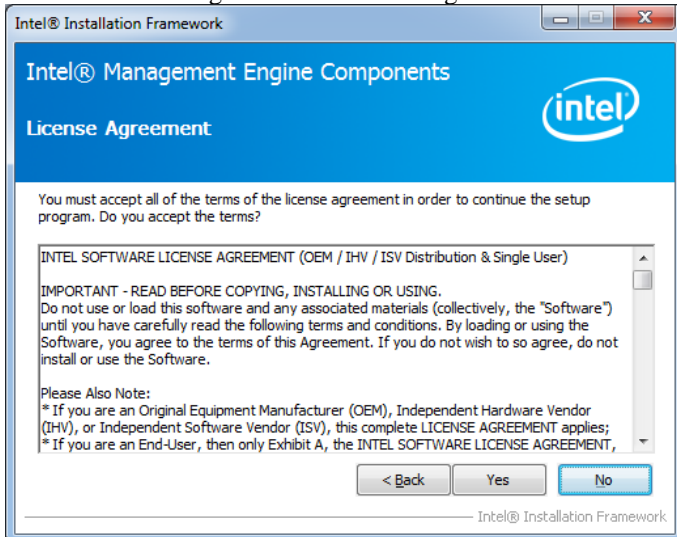 Intel® Installation Framework
Intel® Management Engine Components
intel®
License Agreement
You must accept all of the terms of the license agreement in order to continue the setup
program. Do you accept the terms?
INTEL SOFTWARE LICENSE AGREEMENT (OEM / IHV / ISV Distribution & Single User)
IMPORTANT - READ BEFORE COPYING, INSTALLING OR USING.
Do not use or load this software and any associated materials (collectively, the "Software")
until you have carefully read the following terms and conditions. By loading or using the
Software, you agree to the terms of this Agreement. If you do not wish to so agree, do not
install or use the Software.
Please Also Note:
* If you are an Original Equipment Manufacturer (OEM), Independent Hardware Vendor
(IHV), or Independent Software Vendor (ISV), this complete LICENSE AGREEMENT applies;
* If you are an End-User, then only Exhibit A, the INTEL SOFTWARE LICENSE AGREEMENT,
< Back Yes No
Intel® Installation Framework